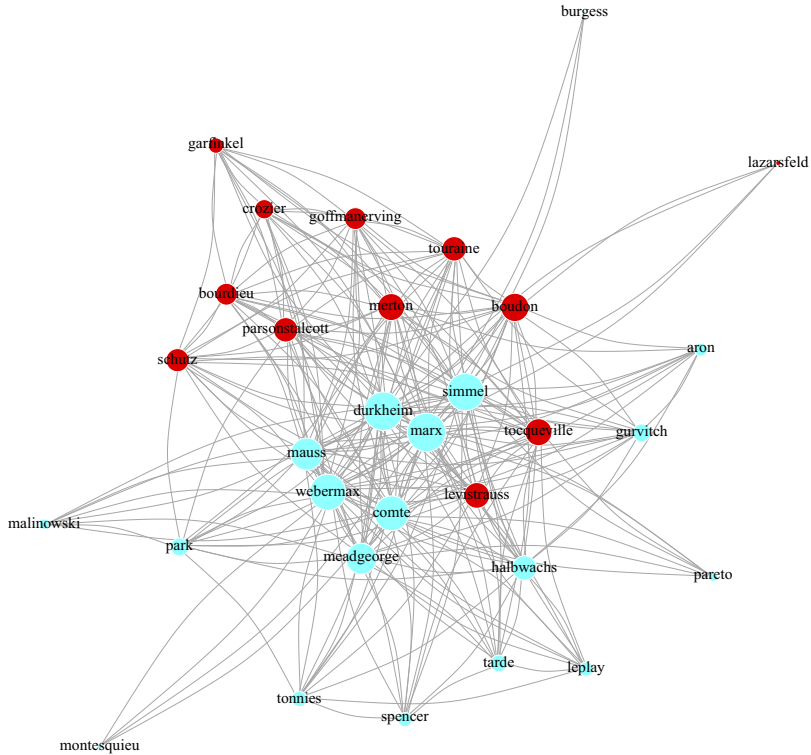 burgess
garfinkel
lazarsfeld
crozier
goffmanerving
touraine
bourdieu
merton
boudon
parsonstalcott
schutz
aron
simmel
durkheim
marx
tocqueville
gurvitch
mauss
webermax
levistrauss
comte
malinowski
park
meadgeorge
halbwachs
pareto
tarde
leplay
tonnies
spencer
montesquieu